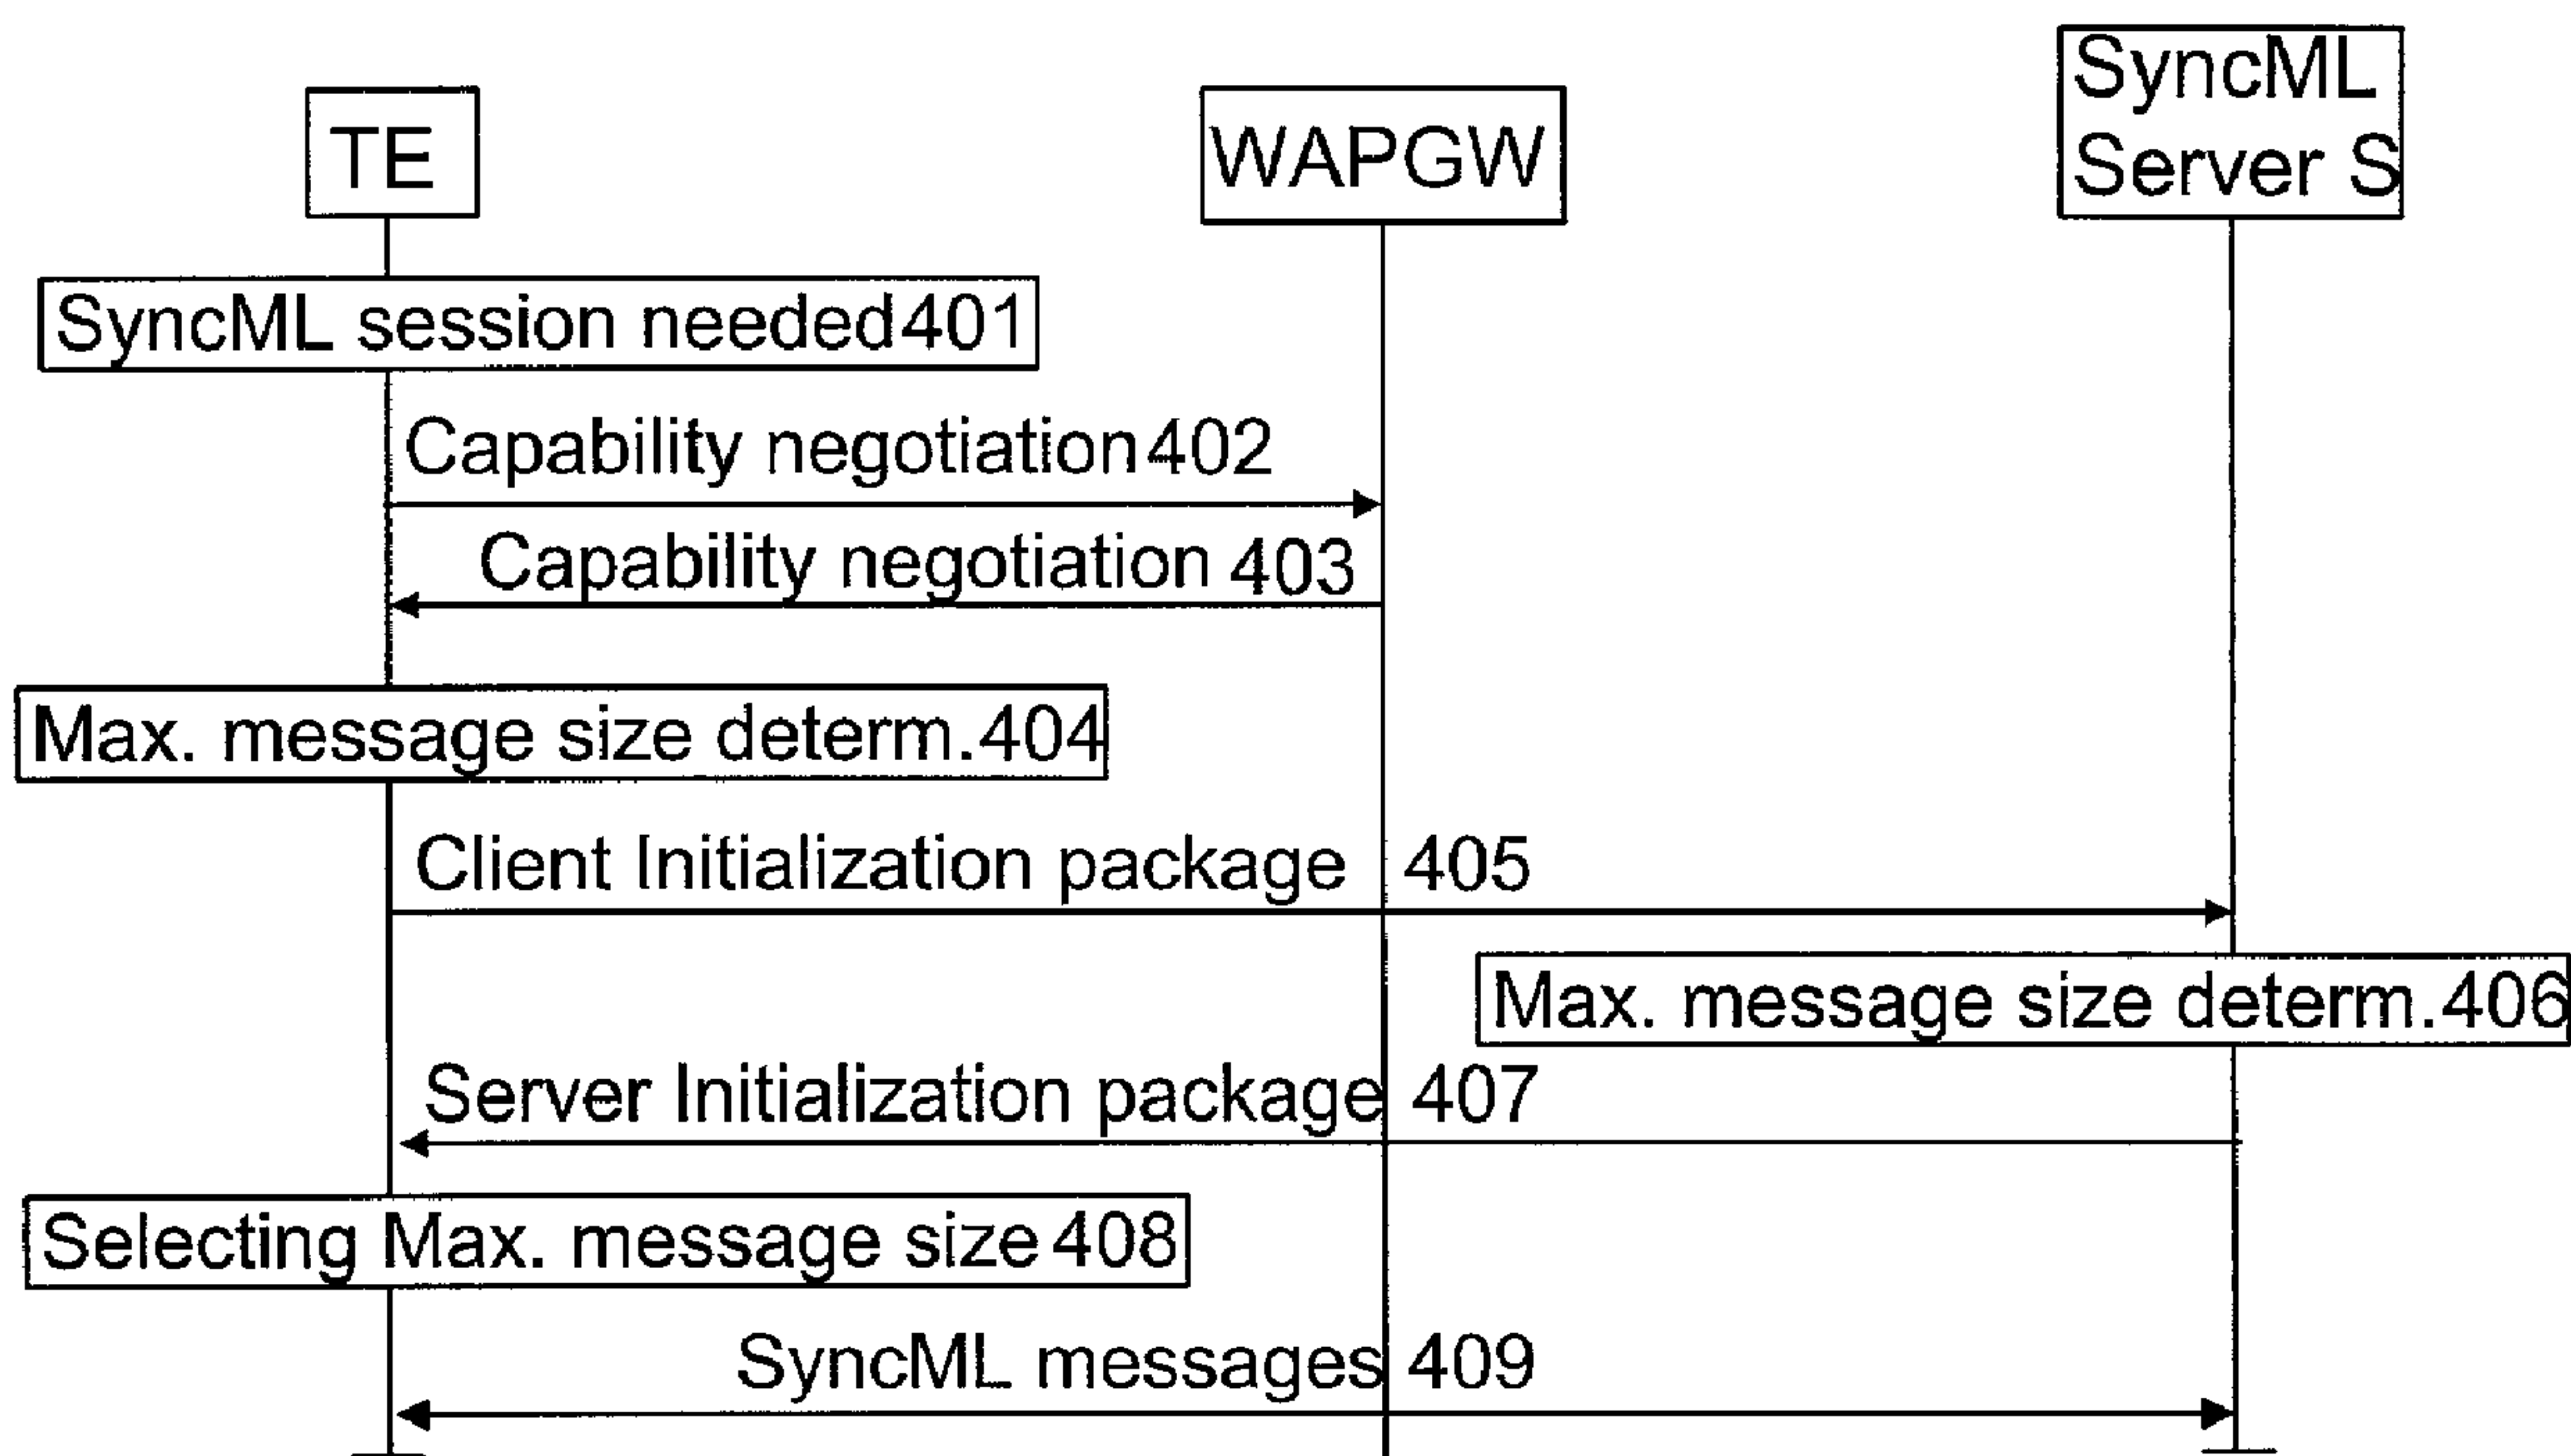 TE
WAPGW
SyncML
Server S
SyncML session needed 401
Capability negotiation 402
Capability negotiation 403
Max. message size determ. 404
Client Initialization package 405
Max. message size determ. 406
Server Initialization package 407
Selecting Max. message size 408
SyncML messages 409